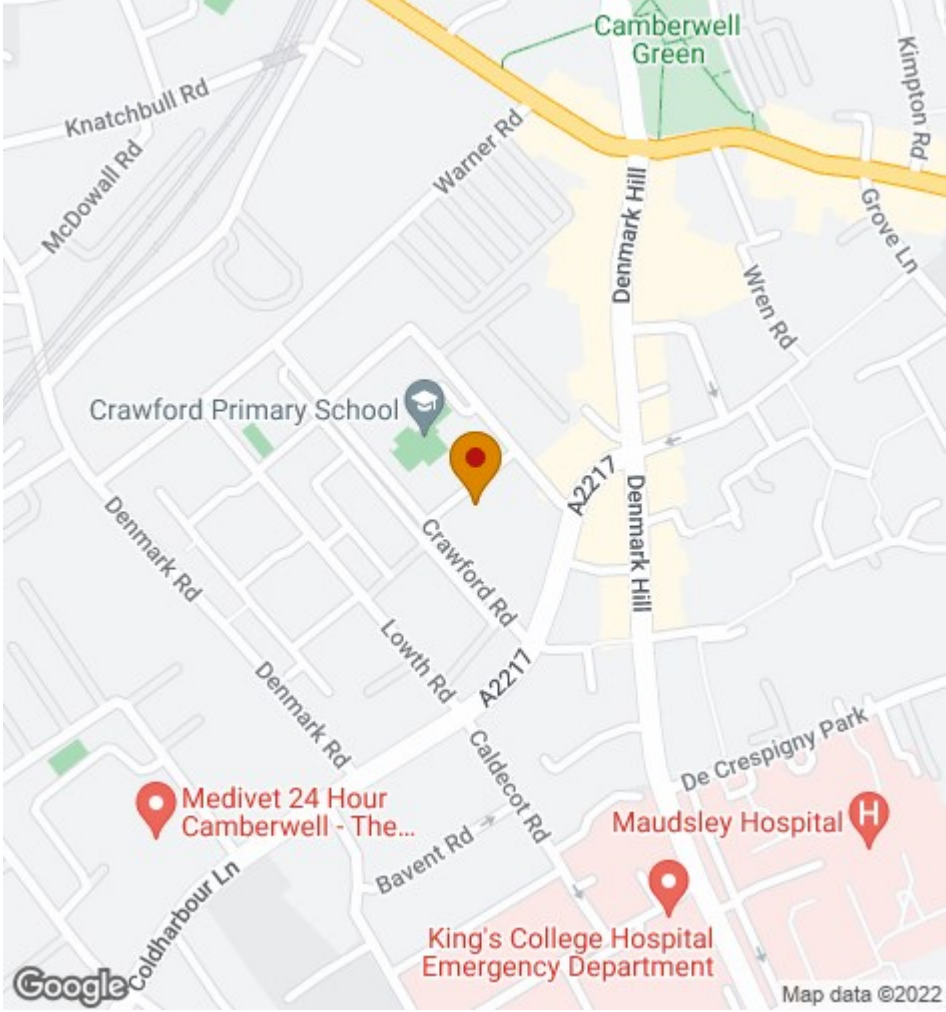 Camberwell
Green
Kimpton Rd
Knatchbull Rd
Warner Rd
McDowall Rd
Denmark Hill
Grove Ln
Wren Rd
Crawford Primary School
A2217
Denmark Hill
Denmark Rd
Crawford Rd
Lowth Rd
A2217
Denmark Rd
De Crespigny Park
Caldecot Rd
Medivet 24 Hour
Camberwell - The...
Maudsley Hospital
H
Bavent Rd
Coldharbour Ln
King's College Hospital
Emergency Department
Google
Map data ©2022